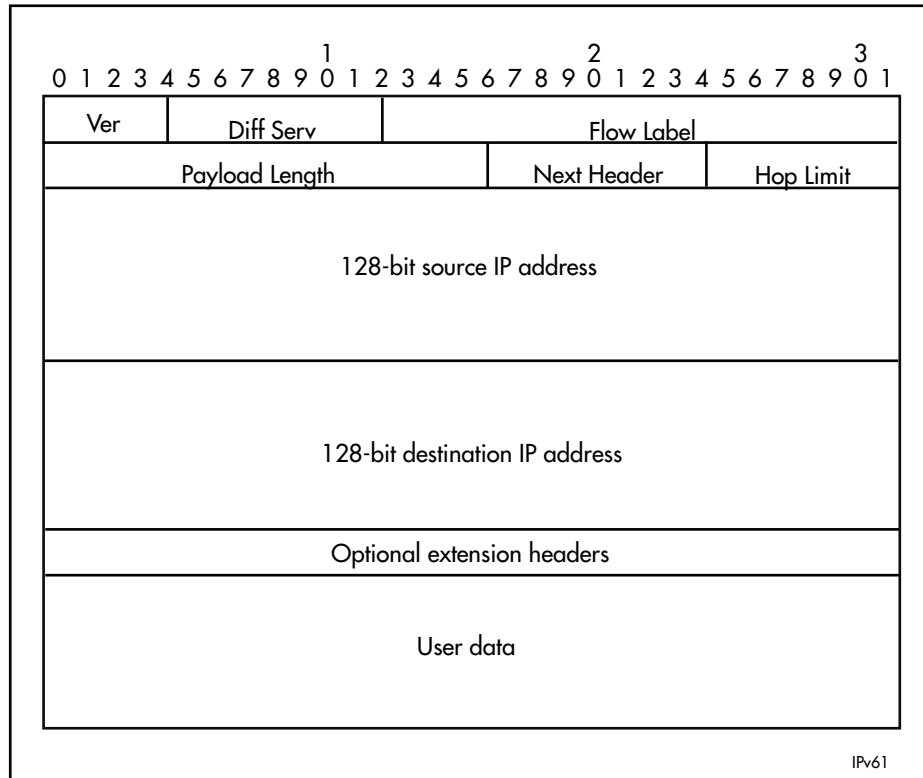 1 2 3
0 1 2 3 4 5 6 7 8 9 0 1 2 3 4 5 6 7 8 9 0 1 2 3 4 5 6 7 8 9 0 1
Ver Diff Serv Flow Label
Payload Length Next Header Hop Limit
128-bit source IP address
128-bit destination IP address
Optional extension headers
User data
IPv61